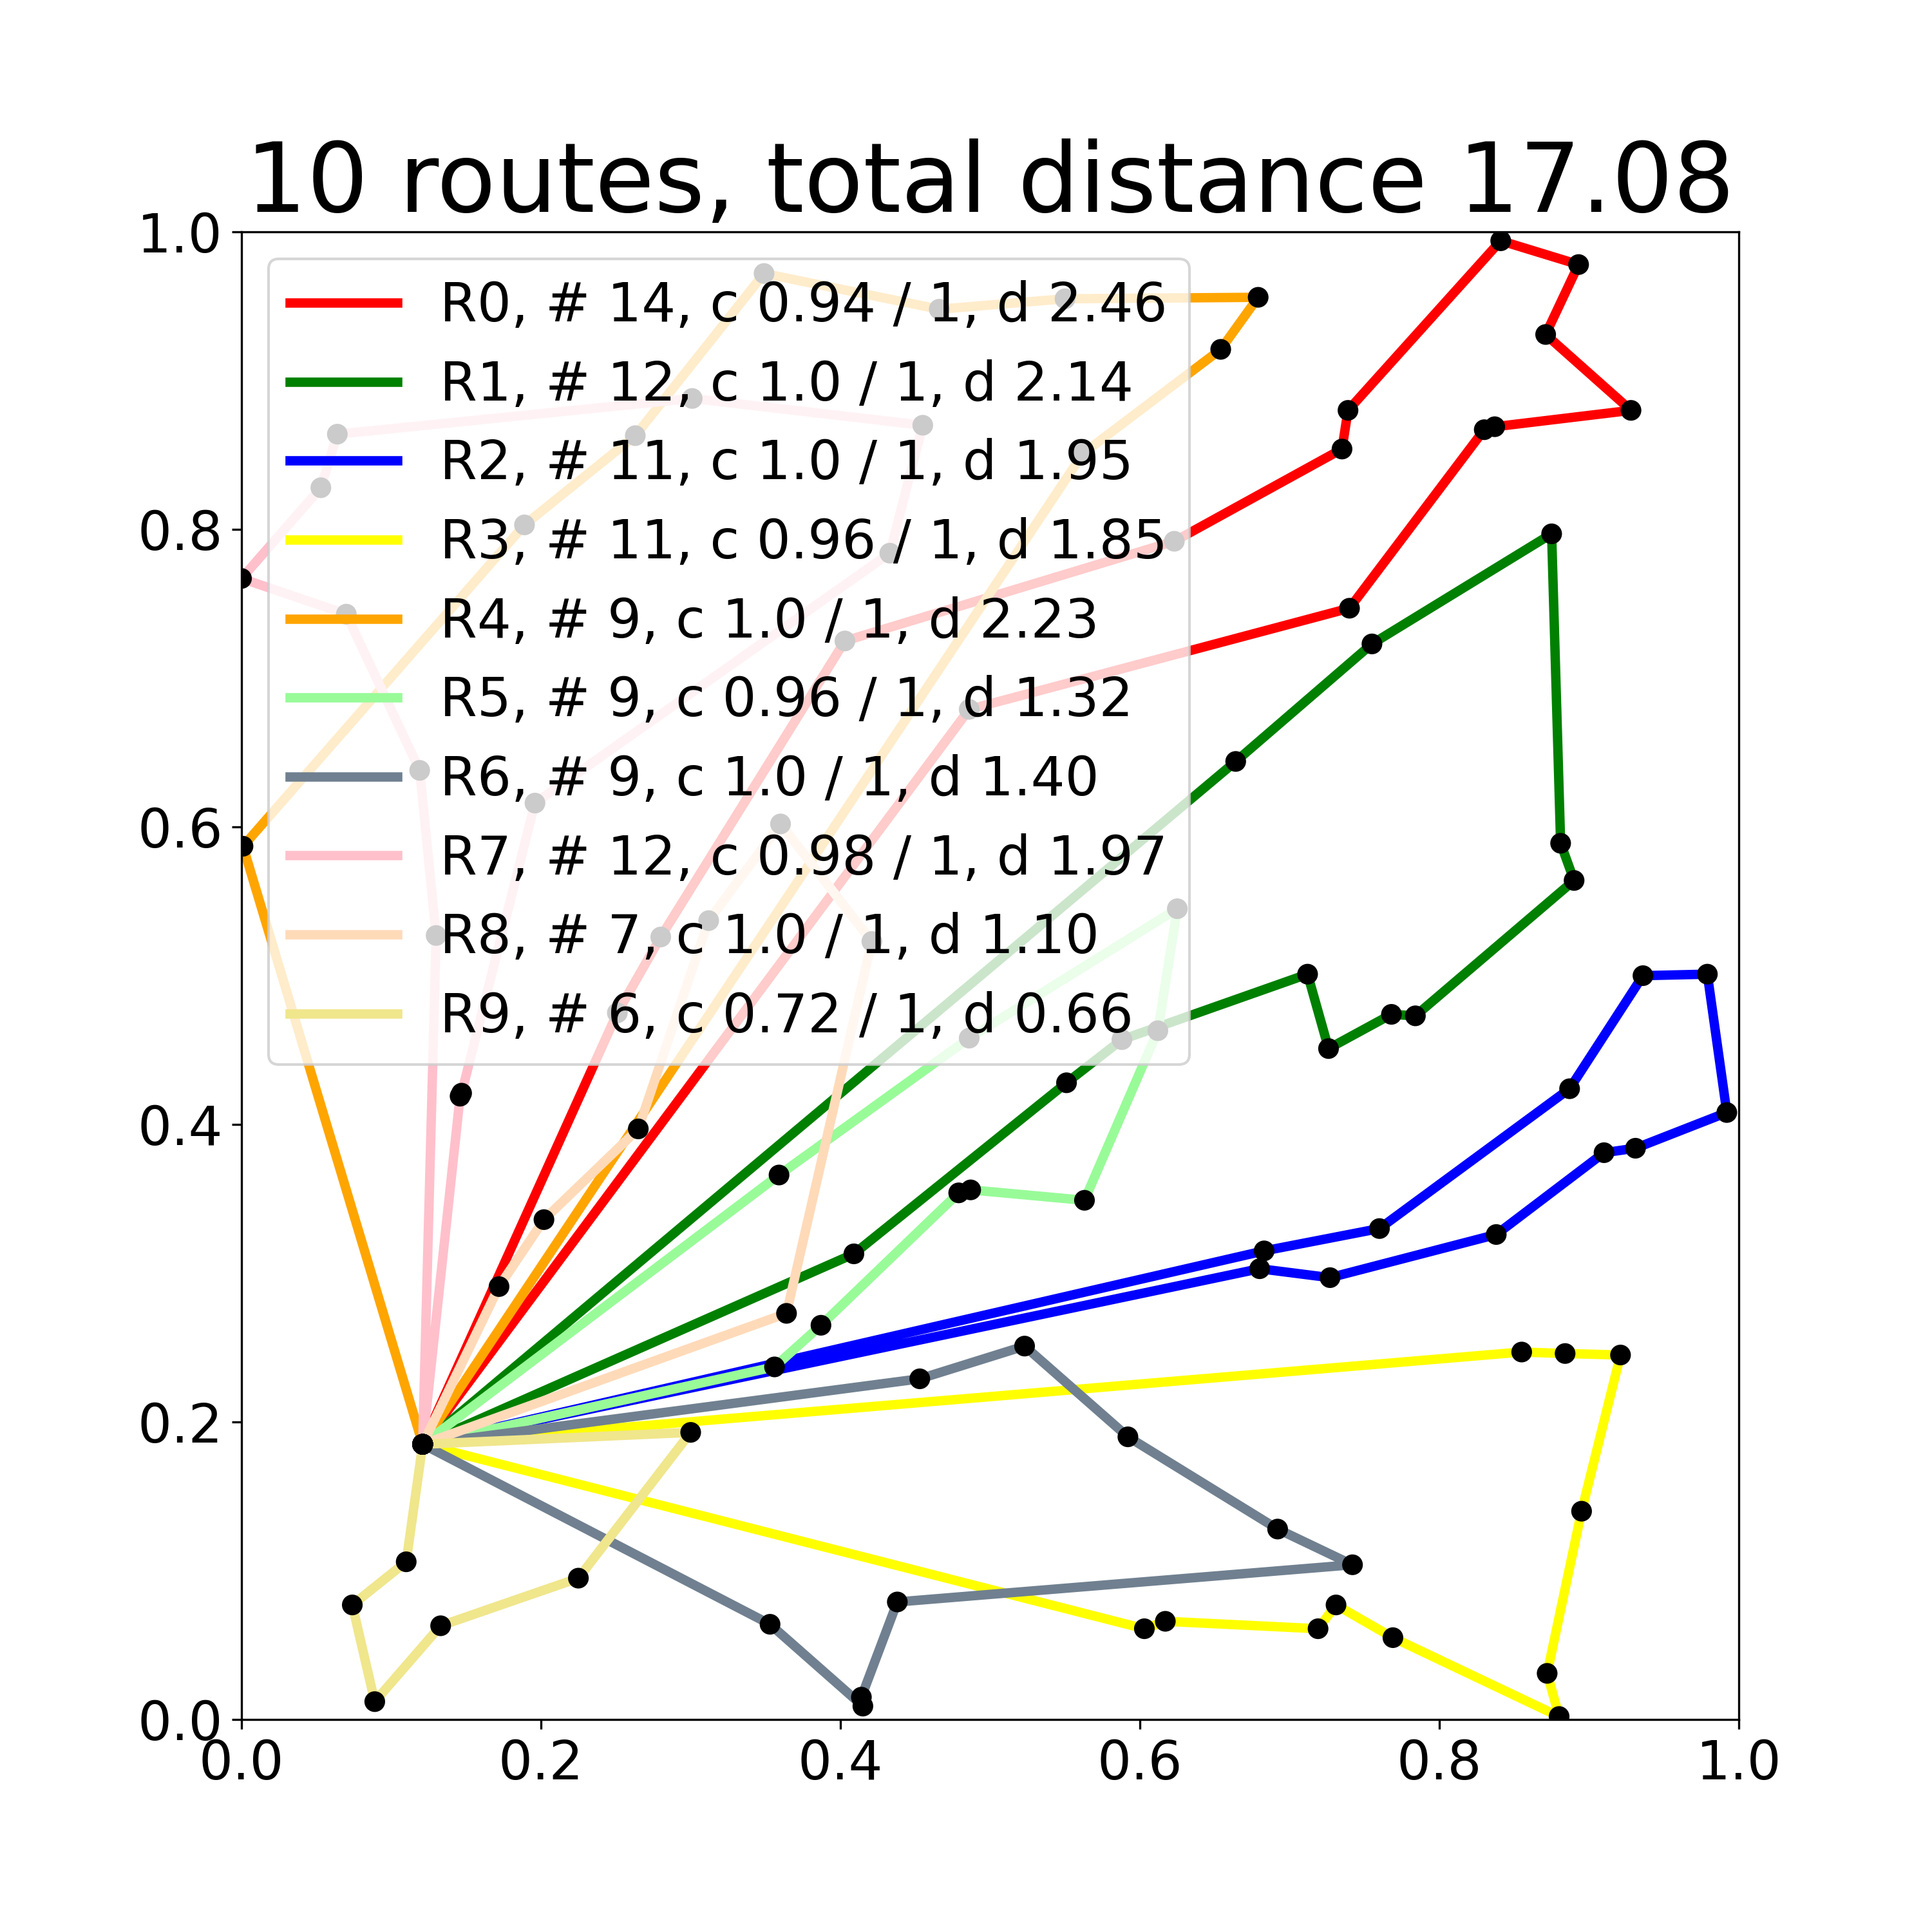 10 routes, total distance 17.08
1.0
0.8
0.6
0.4
0.2
0.0
R0, # 14, c 0.94 / 1, d 2.46
R1, # 12, c 1.0 / 1, d 2.14
R2, # 11, c 1.0 / 1, d 1.95
R3, # 11, c 0.96 / 1, d 1.85
R4, # 9, c 1.0 / 1, d 2.23
R5, # 9, c 0.96 / 1, d 1.32
R6, # 9, c 1.0 / 1, d 1.40
R7, # 12, c 0.98 / 1, d 1.97
R8, # 7, c 1.0 / 1, d 1.10
R9, # 6, c 0.72 / 1, d 0.66
0.0 0.2 0.4 0.6 0.8 1.0